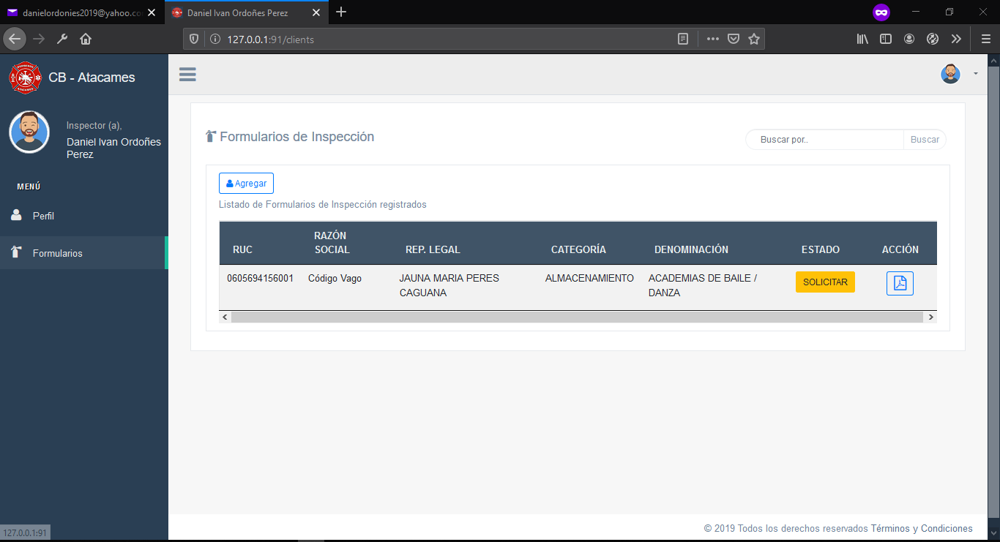 danielordonies2019@yahoo.co
Daniel Ivan Ordoñes Perez
127.0.0.1:91/clients
CB - Atacames
Inspector (a),
Daniel Ivan Ordoñes
Perez
MENÚ
Perfil
Formularios
Formularios de Inspección
Buscar por..
Buscar
Agregar
Listado de Formularios de Inspección registrados
RUC
RAZÓN
SOCIAL
REP. LEGAL
CATEGORÍA
DENOMINACIÓN
ESTADO
ACCIÓN
0605694156001
Código Vago
JAUNA MARIA PERES
CAGUANA
ALMACENAMIENTO
ACADEMIAS DE BAILE /
DANZA
SOLICITAR
© 2019 Todos los derechos reservados Términos y Condiciones
127.0.0.1:91